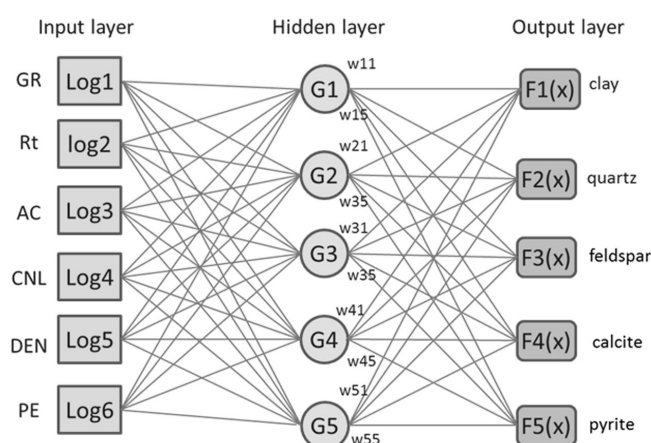 Input layer Hidden layer Output layer
GR Log1 G1 w11 F1(x) clay
w15
Rt log2 G2 w21 F2(x) quartz
w35
AC Log3 G3 w31 F3(x) feldspar
w35
CNL Log4 G4 w41 F4(x) calcite
w45
DEN Log5 G5 w51 F5(x) pyrite
w55
PE Log6